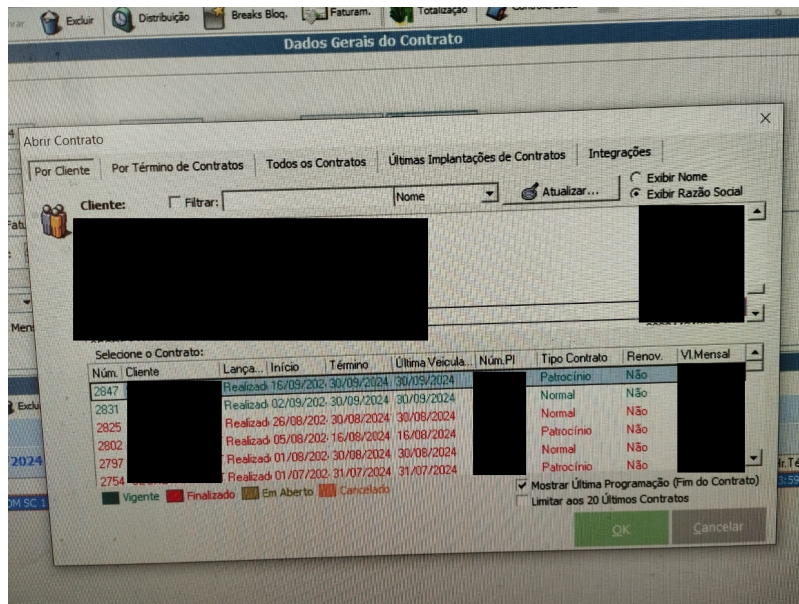 Excluir Distribuição Breaks Bloq. Faturam. Totalização
Dados Gerais do Contrato
Abrir Contrato
Por Cliente Por Término de Contratos Todos os Contratos Últimas Implantações de Contratos Integrações
Cliente: Filtrar: Nome Atualizar... Exibir Nome
Exibir Razão Social
Selecione o Contrato:
Núm. Cliente Lança... Início Término Última Veicula... Núm.PI Tipo Contrato Renov. Vl.Mensal
2847 Realizad 16/09/202 30/09/2024 30/09/2024 Patrocínio Não
2831 Realizad 02/09/202 30/09/2024 30/09/2024 Normal Não
2825 Realizad 26/08/202 30/08/2024 30/08/2024 Normal Não
2802 Realizad 05/08/202 16/08/2024 16/08/2024 Patrocínio Não
2797 Realizad 01/08/202 30/08/2024 30/08/2024 Normal Não
2754 Realizad 01/07/202 31/07/2024 31/07/2024 Patrocínio Não
Vigente Finalizado Em Aberto Cancelado
Mostrar Última Programação (Fim do Contrato)
Limitar aos 20 Últimos Contratos
OK Cancelar
2024
OM SC 1